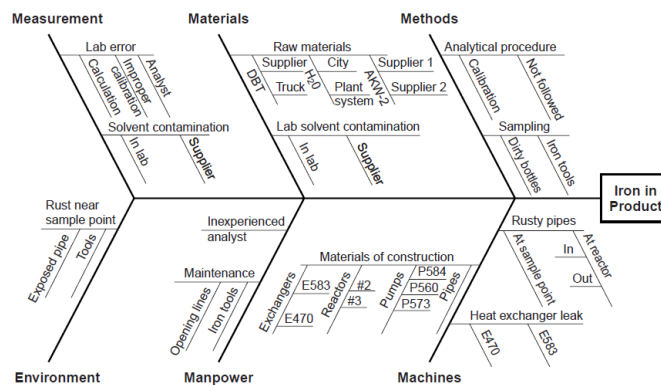 Measurement
Materials
Methods
Lab error
Calculation
Improper
calibration
Analyst
Solvent contamination
In lab
Supplier
Raw materials
DBT
Supplier
Truck
H20
City
Plant
system
AKW-2
Supplier 1
Supplier 2
Lab solvent contamination
In lab
Supplier
Analytical procedure
Calibration
Not followed
Sampling
Dirty bottles
Iron tools
Iron in
Product
Rust near
sample point
Exposed pipe
Tools
Inexperienced
analyst
Maintenance
Opening lines
Iron tools
Materials of construction
Exchangers
E583
E470
Reactors
#2
#3
Pumps
P584
P560
P573
Pipes
Rusty pipes
At sample point
At reactor
In
Out
Heat exchanger leak
E470
E583
Environment
Manpower
Machines